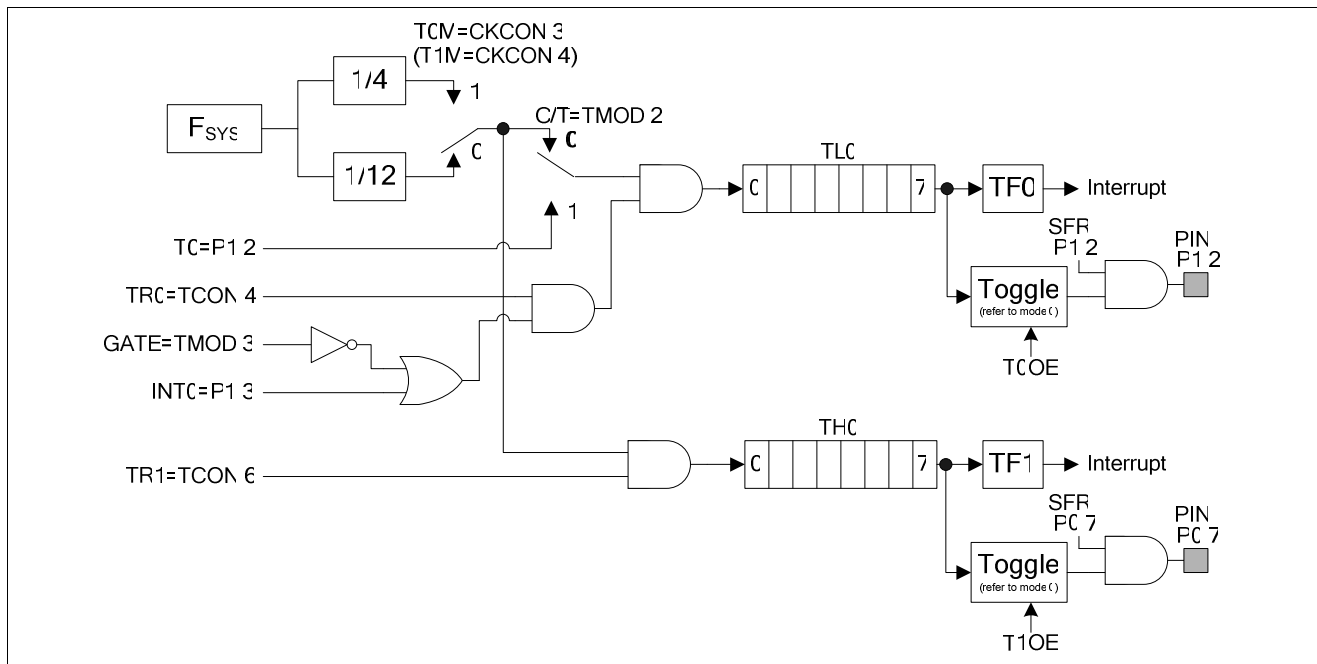 T0M=CKCON 3
(T1M=CKCON 4)
1/4
1
C/T=TMOD 2
FSYS
0
0
TL0
1/12
0 7
TF0
Interrupt
1
SFR
P1 2
PIN
P1 2
T0=P1 2
TR0=TCON 4
Toggle
(refer to mode 0)
GATE=TMOD 3
T0OE
INT0=P1 3
TH0
0 7
TF1
Interrupt
TR1=TCON 6
SFR
P0 7
PIN
P0 7
Toggle
(refer to mode 0)
T1OE